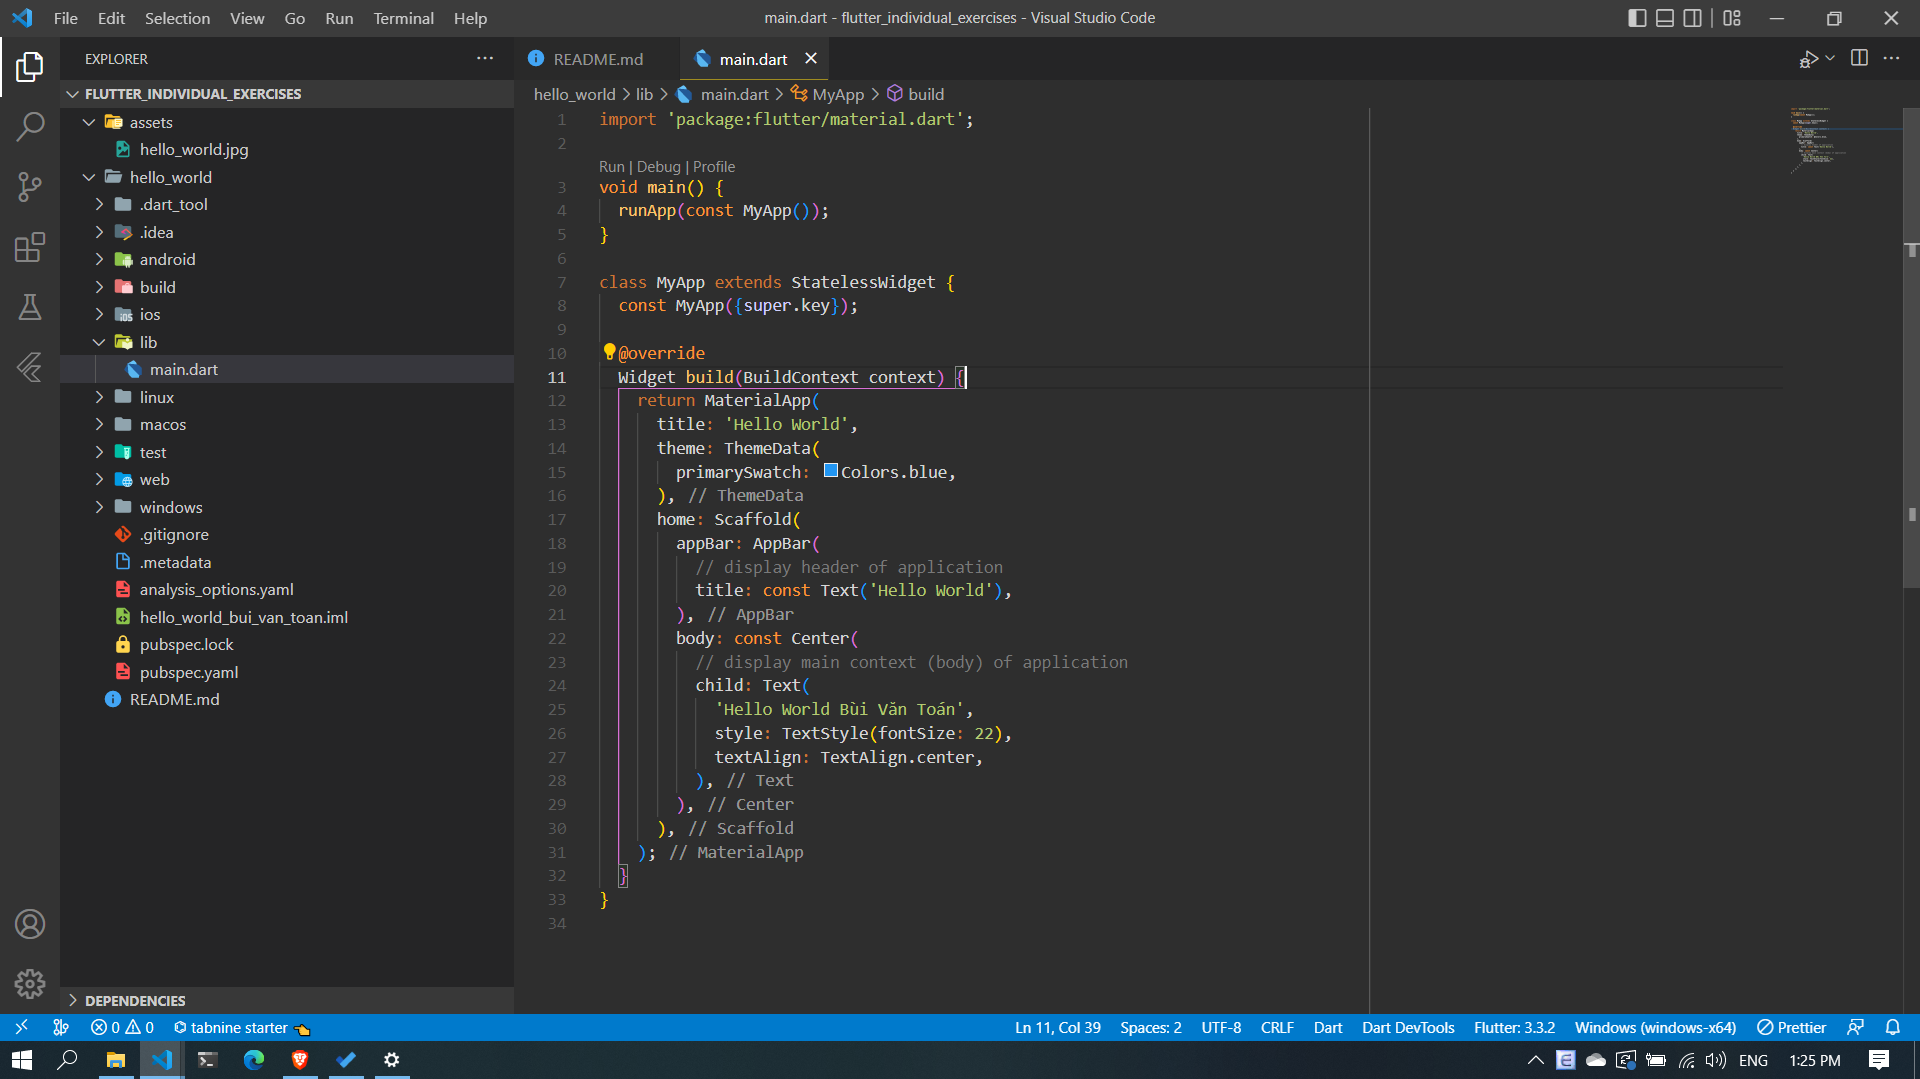 File Edit Selection View Go Run Terminal Help
main.dart - flutter_individual_exercises - Visual Studio Code
EXPLORER
FLUTTER_INDIVIDUAL_EXERCISES
assets
hello_world.jpg
hello_world
.dart_tool
.idea
android
build
ios
lib
main.dart
linux
macos
test
web
windows
.gitignore
.metadata
analysis_options.yaml
hello_world_bui_van_toan.iml
pubspec.lock
pubspec.yaml
README.md
DEPENDENCIES
README.md
main.dart
hello_world > lib > main.dart > MyApp > build
1 import 'package:flutter/material.dart';
2
Run | Debug | Profile
3 void main() {
4 runApp(const MyApp());
5 }
6
7 class MyApp extends StatelessWidget {
8 const MyApp({super.key});
9
10 @override
11 Widget build(BuildContext context) {
12 return MaterialApp(
13 title: 'Hello World',
14 theme: ThemeData(
15 primarySwatch: Colors.blue,
16 ), // ThemeData
17 home: Scaffold(
18 appBar: AppBar(
19 // display header of application
20 title: const Text('Hello World'),
21 ), // AppBar
22 body: const Center(
23 // display main context (body) of application
24 child: Text(
25 'Hello World Bùi Văn Toán',
26 style: TextStyle(fontSize: 22),
27 textAlign: TextAlign.center,
28 ), // Text
29 ), // Center
30 ), // Scaffold
31 ); // MaterialApp
32 }
33 }
34
0 0 tabnine starter
Ln 11, Col 39 Spaces: 2 UTF-8 CRLF Dart Dart DevTools Flutter: 3.3.2 Windows (windows-x64) Prettier
ENG 1:25 PM